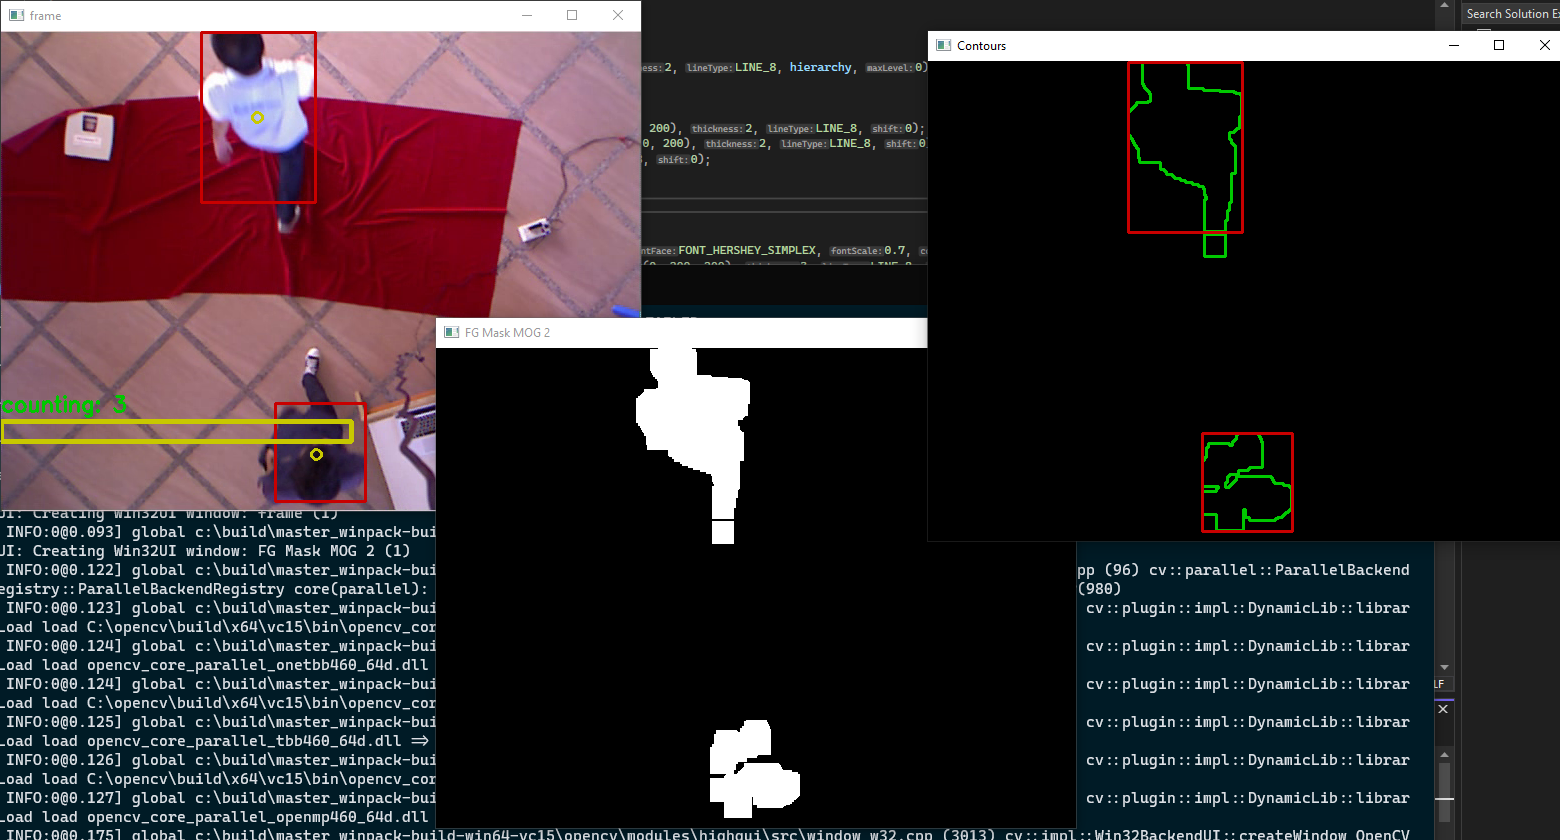 frame
Search Solution Ex
Contours
ness:2, lineType:LINE_8, hierarchy, maxLevel:0)
200), thickness:2, lineType:LINE_8, shift:0);
0, 200), thickness:2, lineType:LINE_8, shift:0
shift:0);
ntFace:FONT_HERSHEY_SIMPLEX, fontScale:0.7,
FG Mask MOG 2
counting: 3
UI: Creating Win32UI window: frame (1)
INFO:0@0.093] global c:\build\master_winpack-bui
UI: Creating Win32UI window: FG Mask MOG 2 (1)
INFO:0@0.122] global c:\build\master_winpack-bui
pp (96) cv::parallel::ParallelBackend
egistry::ParallelBackendRegistry core(parallel):
(980)
INFO:0@0.123] global c:\build\master_winpack-bui
cv::plugin::impl::DynamicLib::librar
Load load C:\opencv\build\x64\vc15\bin\opencv_cor
INFO:0@0.124] global c:\build\master_winpack-bui
cv::plugin::impl::DynamicLib::librar
Load load opencv_core_parallel_onetbb460_64d.dll
INFO:0@0.124] global c:\build\master_winpack-bui
cv::plugin::impl::DynamicLib::librar
Load load C:\opencv\build\x64\vc15\bin\opencv_cor
INFO:0@0.125] global c:\build\master_winpack-bui
cv::plugin::impl::DynamicLib::librar
Load load opencv_core_parallel_tbb460_64d.dll =>
INFO:0@0.126] global c:\build\master_winpack-bui
cv::plugin::impl::DynamicLib::librar
Load load C:\opencv\build\x64\vc15\bin\opencv_cor
INFO:0@0.127] global c:\build\master_winpack-bui
cv::plugin::impl::DynamicLib::librar
Load load opencv_core_parallel_openmp460_64d.dll
INFO:0@0.175] global c:\build\master_winpack-build-win64-vc15\opencv\modules\highgui\src\window_w32.cpp (3013) cv::impl::Win32BackendUI::createWindow OpenCV
LF